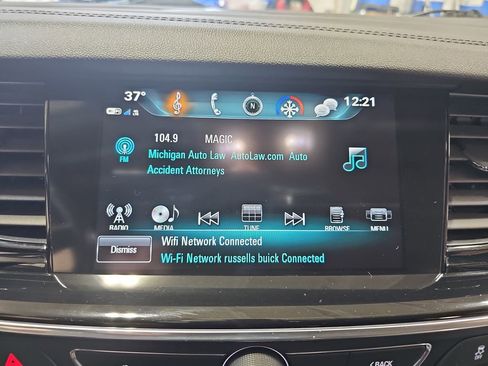 37°
N
12:21
104.9 MAGIC
FM
Michigan Auto Law AutoLaw.com Auto
Accident Attorneys
RADIO MEDIA TUNE BROWSE MENU
Dismiss
Wifi Network Connected
Wi-Fi Network russells buick Connected
BACK